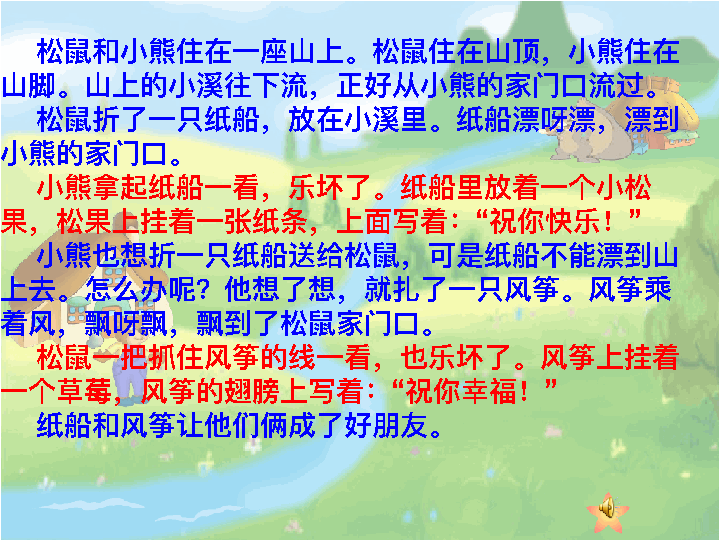 松鼠和小熊住在一座山上。松鼠住在山顶，小熊住在
山脚。山上的小溪往下流，正好从小熊的家门口流过。
松鼠折了一只纸船，放在小溪里。纸船漂呀漂，漂到
小熊的家门口。
小熊拿起纸船一看，乐坏了。纸船里放着一个小松
果，松果上挂着一张纸条，上面写着：“祝你快乐！”
小熊也想折一只纸船送给松鼠，可是纸船不能漂到山
上去。怎么办呢？他想了想，就扎了一只风筝。风筝乘
着风，飘呀飘，飘到了松鼠家门口。
松鼠一把抓住风筝的线一看，也乐坏了。风筝上挂着
一个草莓，风筝的翅膀上写着：“祝你幸福！”
纸船和风筝让他们俩成了好朋友。